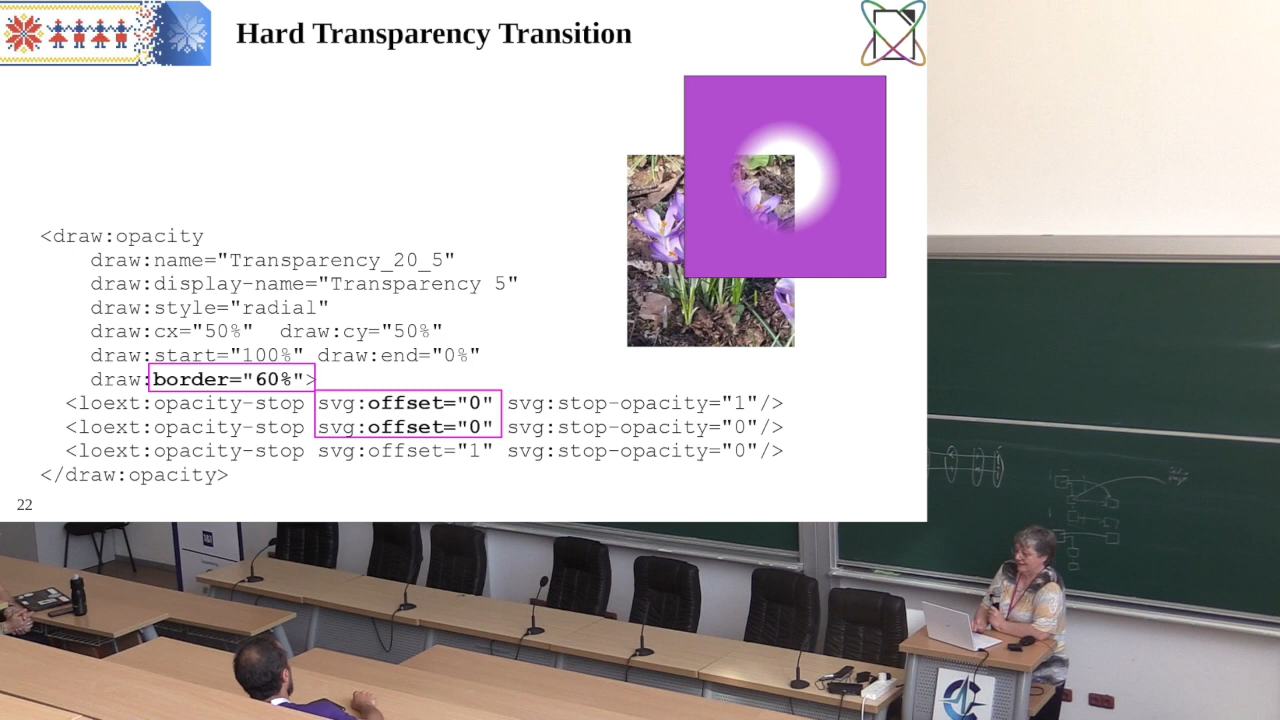 Hard Transparency Transition
<draw:opacity
draw:name="Transparency_20_5"
draw:display-name="Transparency 5"
draw:style="radial"
draw:cx="50%" draw:cy="50%"
draw:start="100%" draw:end="0%"
draw:border="60%">
<loext:opacity-stop svg:offset="0" svg:stop-opacity="1"/>
<loext:opacity-stop svg:offset="0" svg:stop-opacity="0"/>
<loext:opacity-stop svg:offset="1" svg:stop-opacity="0"/>
</draw:opacity>
22